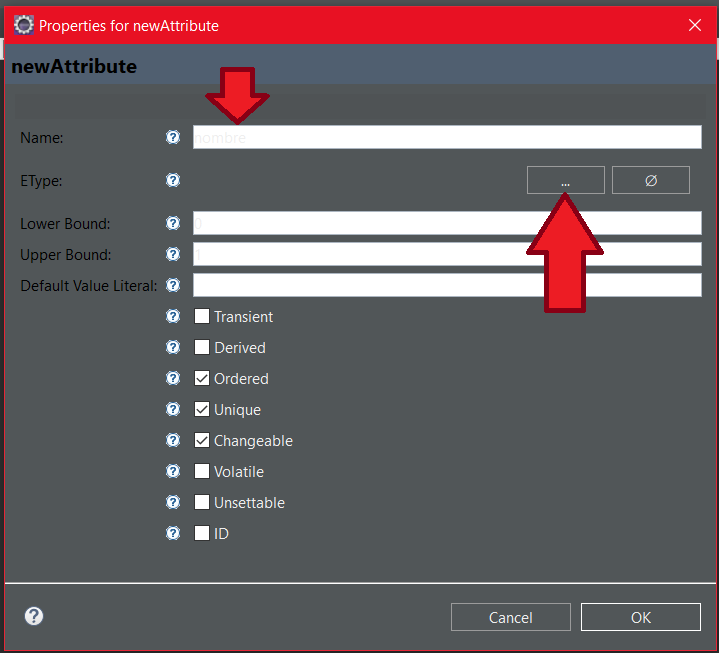 Properties for newAttribute
newAttribute
Name: nombre
EType: ... ∅
Lower Bound: 0
Upper Bound: 1
Default Value Literal:
Transient
Derived
Ordered
Unique
Changeable
Volatile
Unsettable
ID
Cancel OK